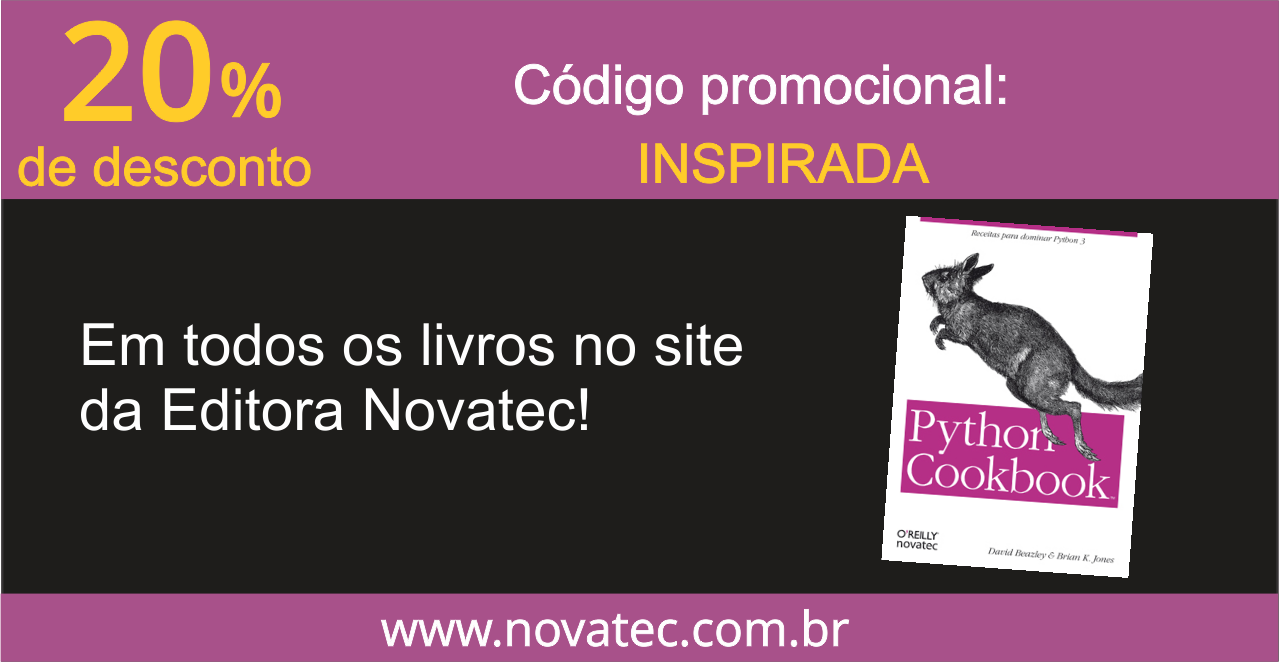 20%
de desconto
Código promocional:
INSPIRADA
Em todos os livros no site
da Editora Novatec!
Receitas para dominar Python 3
Python
Cookbook™
O'REILLY
novatec
David Beazley & Brian K. Jones
www.novatec.com.br